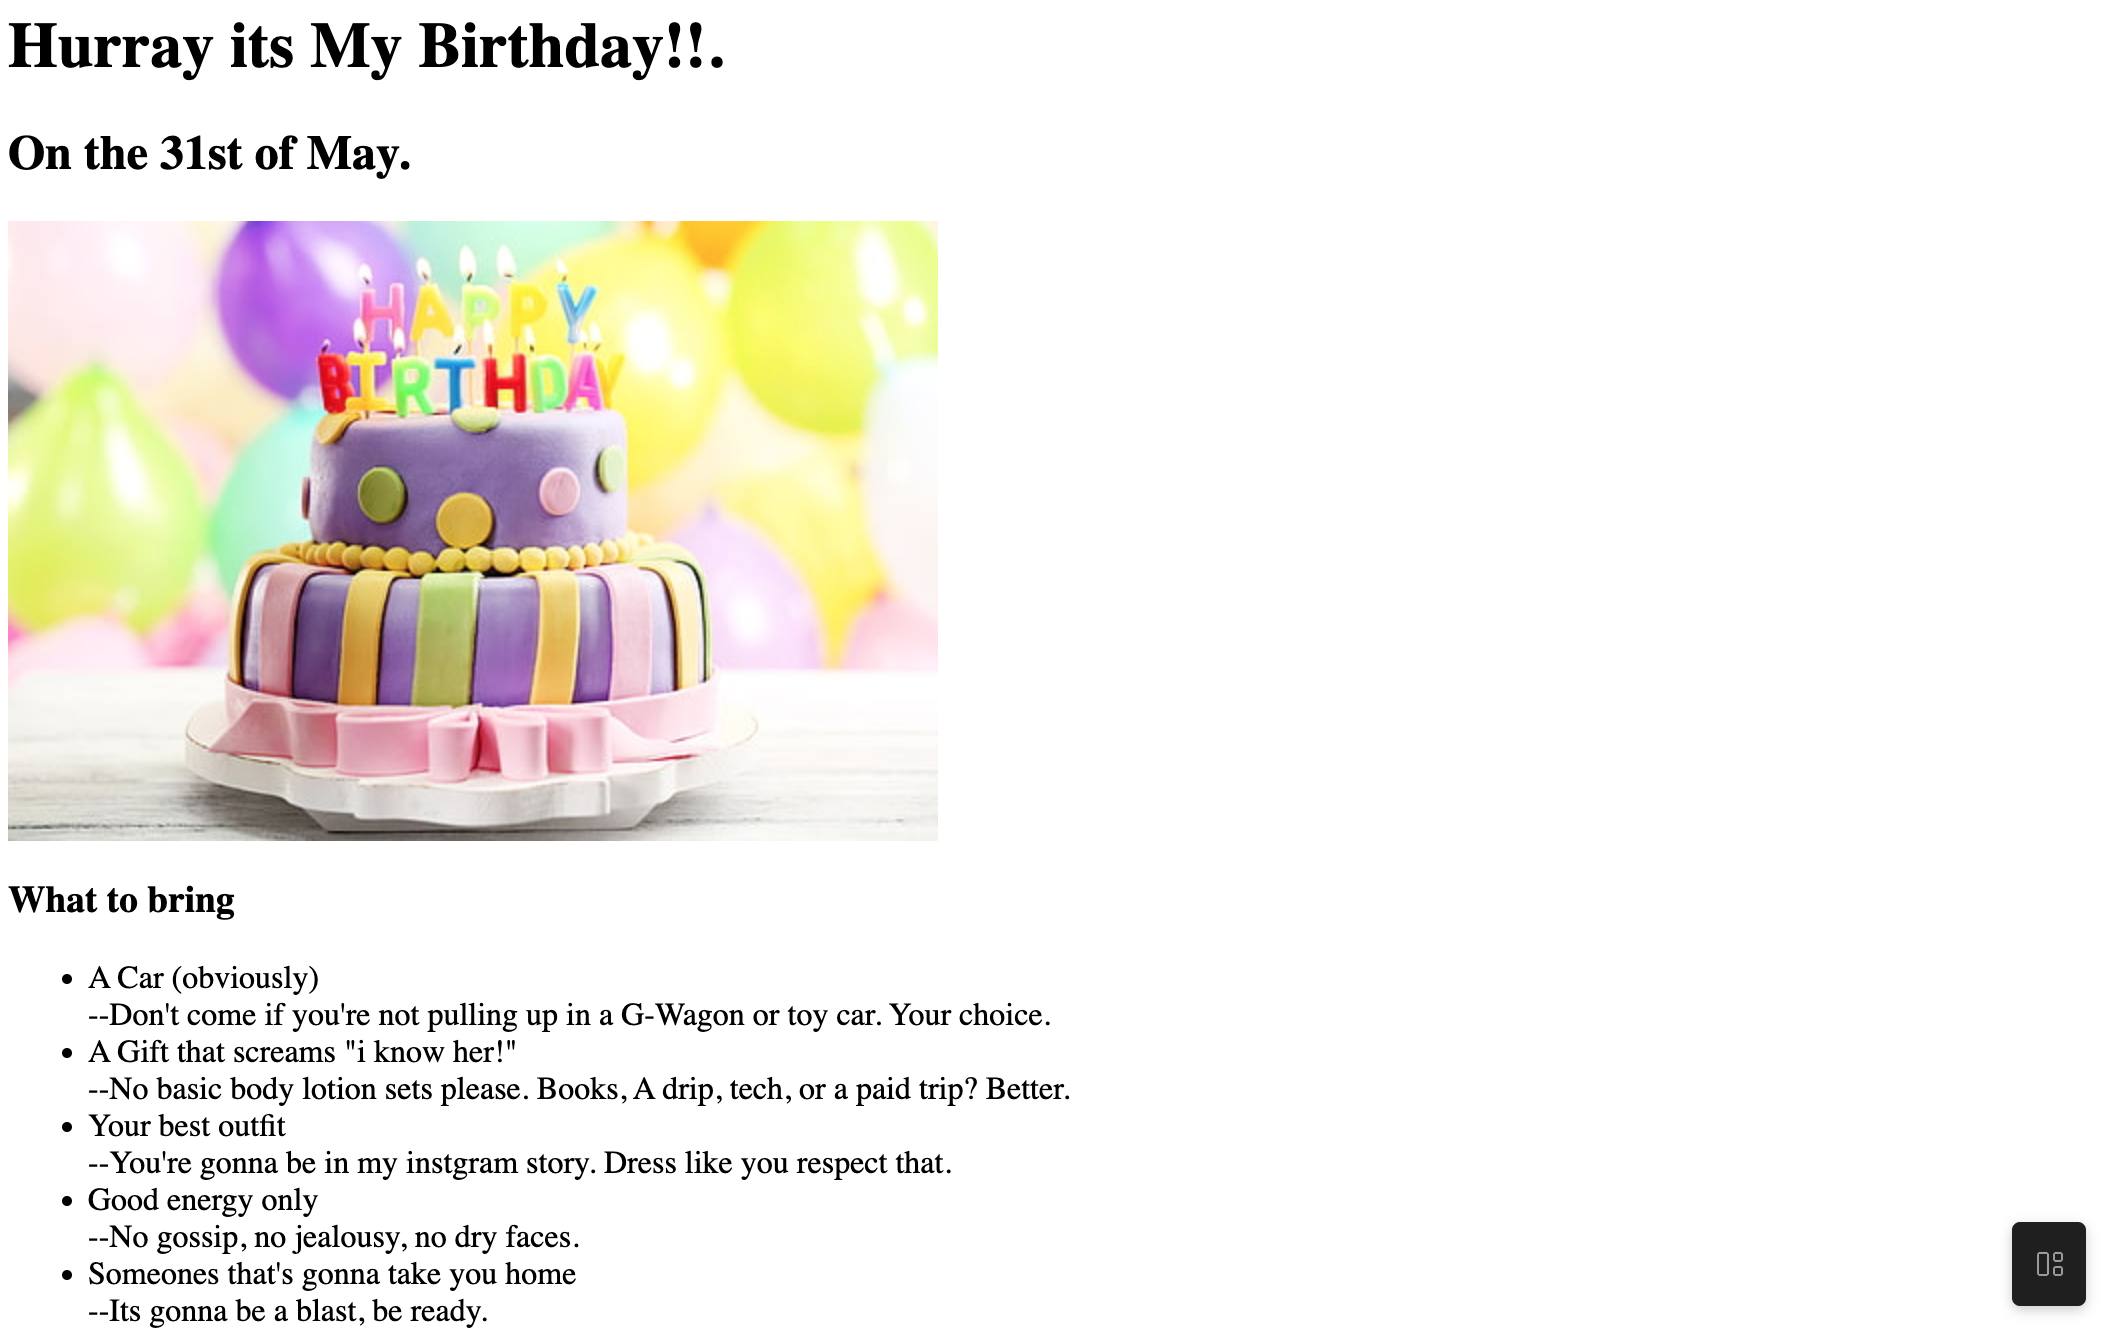 Hurray its My Birthday!!.
On the 31st of May.
HAPPY
BIRTHDAY
What to bring
• A Car (obviously)
--Don't come if you're not pulling up in a G-Wagon or toy car. Your choice.
• A Gift that screams "i know her!"
--No basic body lotion sets please. Books, A drip, tech, or a paid trip? Better.
• Your best outfit
--You're gonna be in my instgram story. Dress like you respect that.
• Good energy only
--No gossip, no jealousy, no dry faces.
• Someones that's gonna take you home
--Its gonna be a blast, be ready.